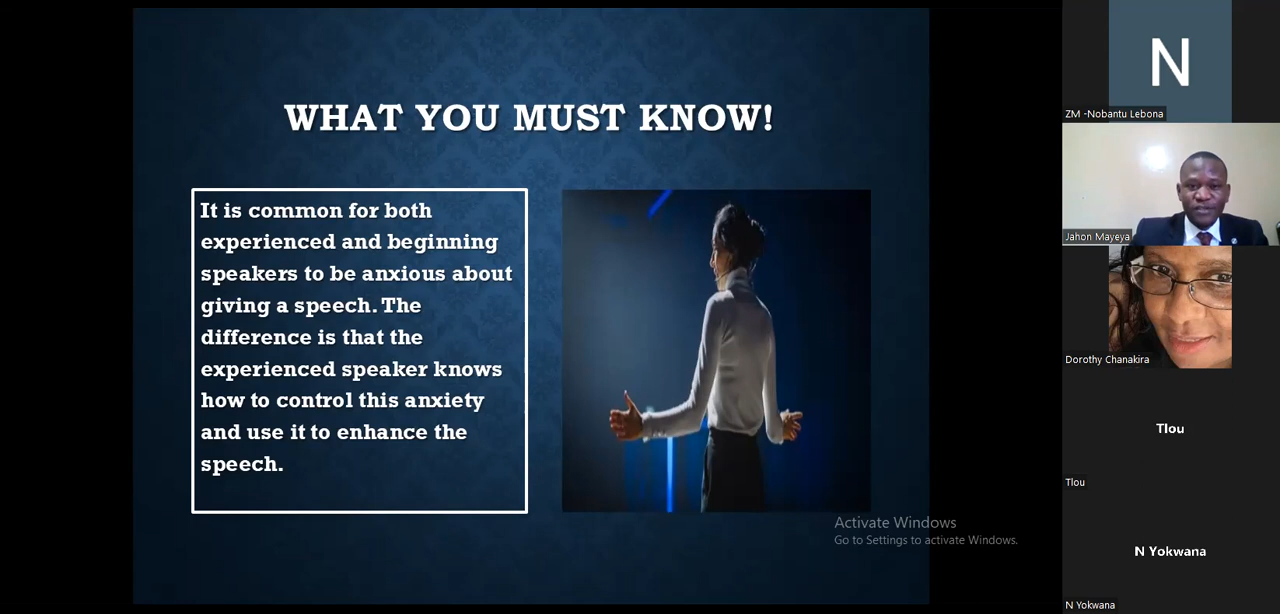 WHAT YOU MUST KNOW!
It is common for both
experienced and beginning
speakers to be anxious about
giving a speech. The
difference is that the
experienced speaker knows
how to control this anxiety
and use it to enhance the
speech.
Activate Windows
Go to Settings to activate Windows.
N
ZM -Nobantu Lebona
Jahon Mayeya
Dorothy Chanakira
Tlou
Tlou
N Yokwana
N Yokwana